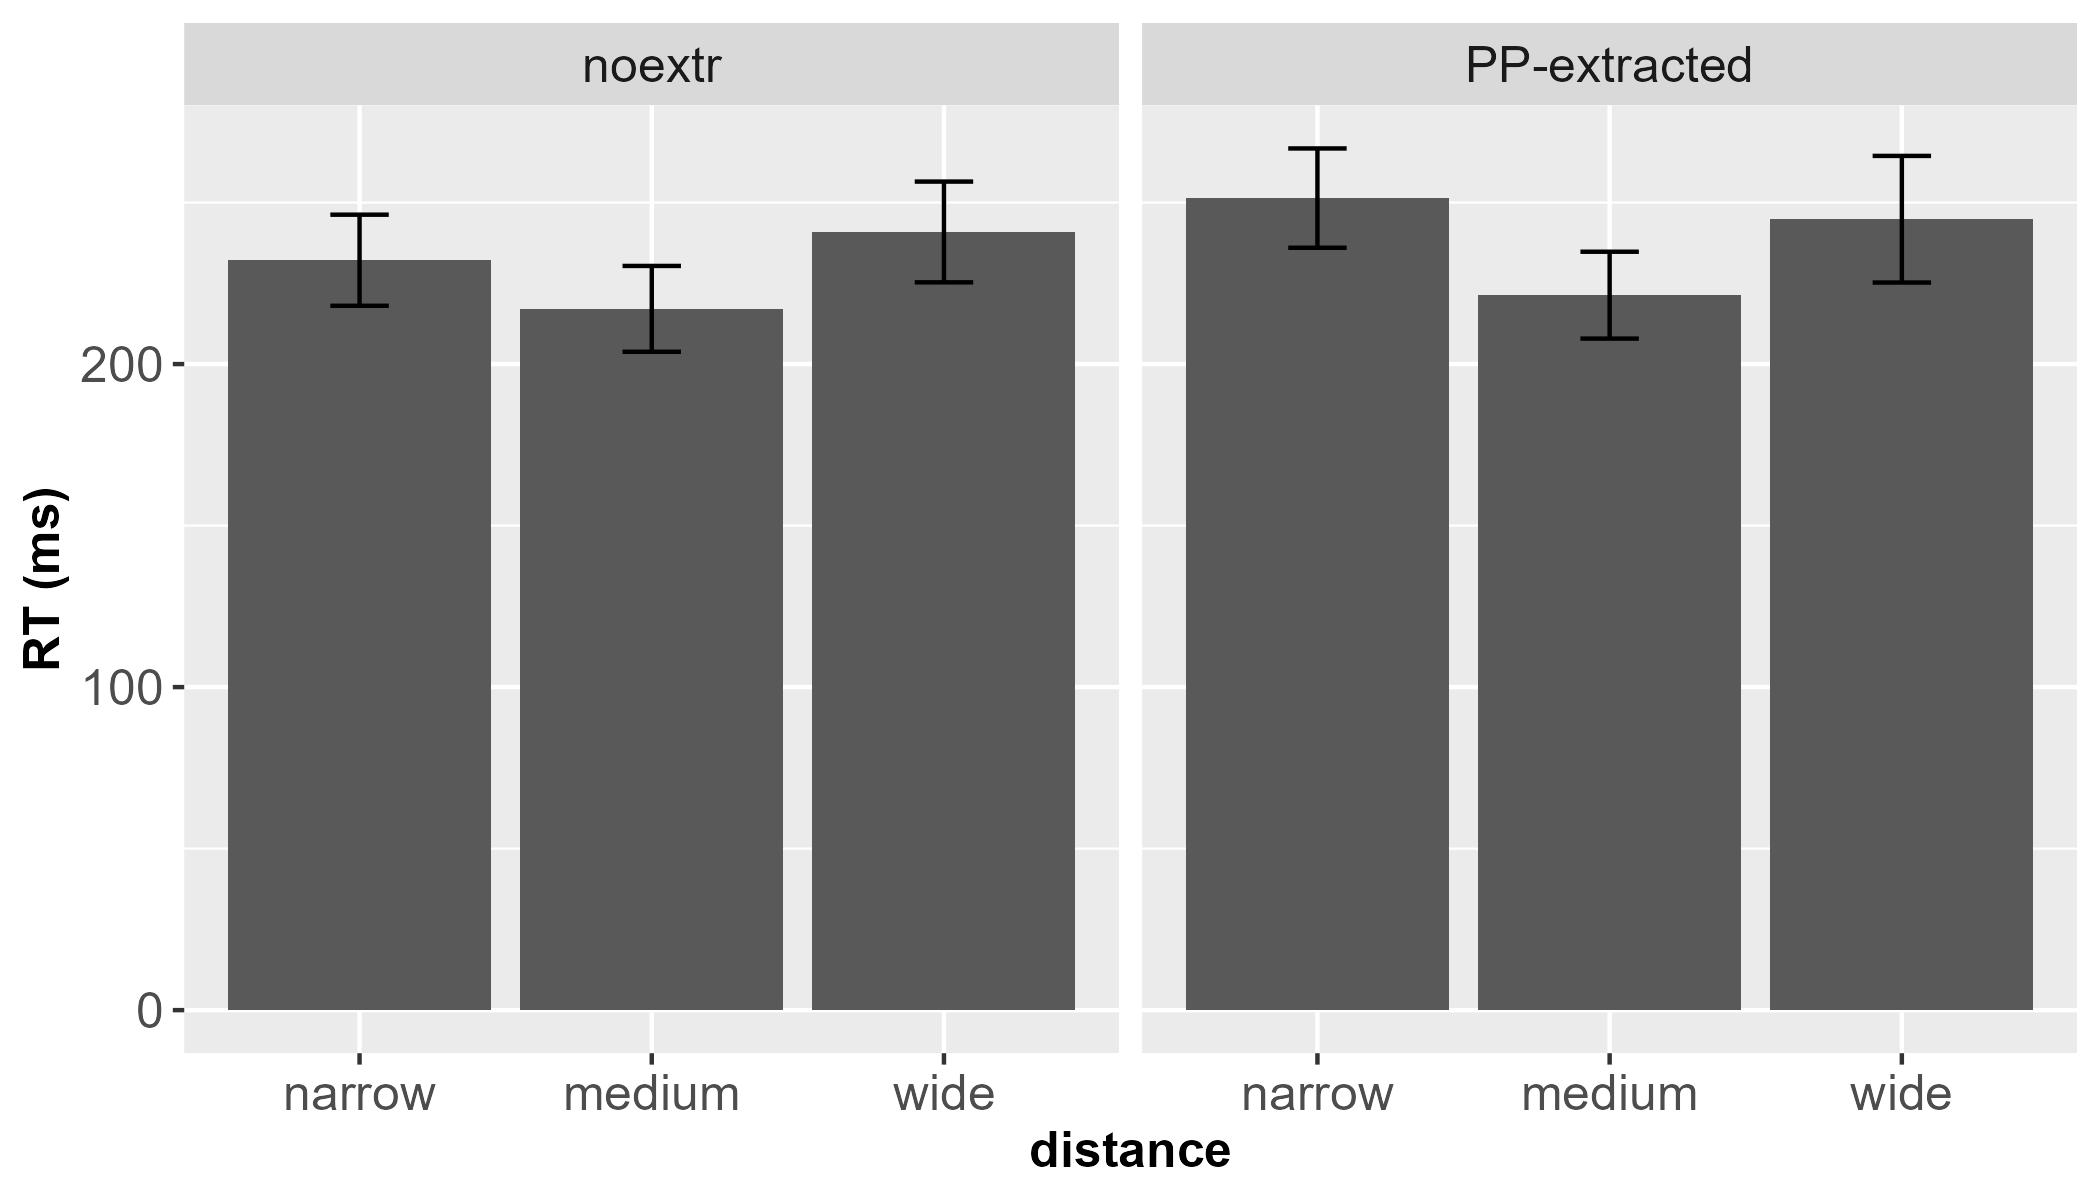 noextr
PP-extracted
RT (ms)
200
100
0
narrow medium wide narrow medium wide
distance